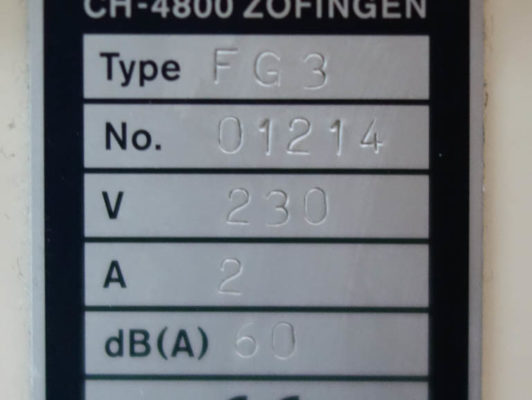 CH-4800 ZOFINGEN
Type FG3
No. 01214
V 230
A 2
dB(A) 60